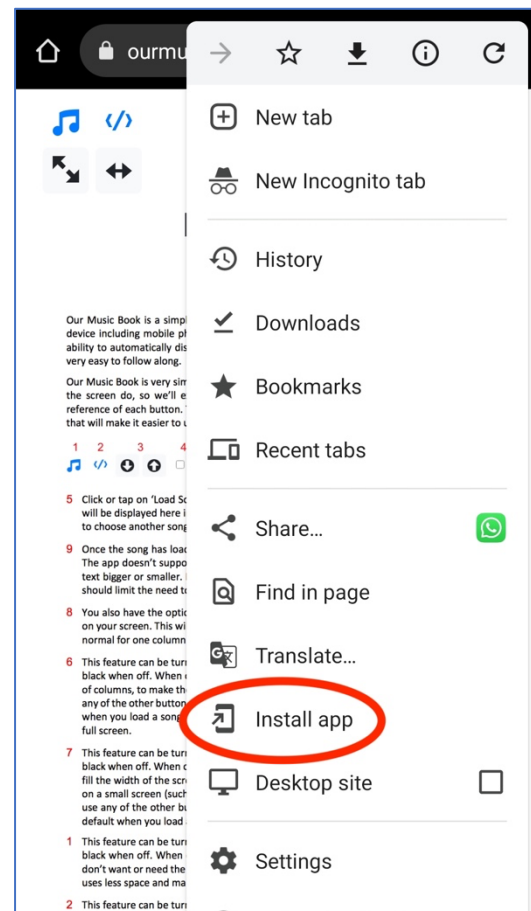 ourmu
New tab
New Incognito tab
History
Downloads
Bookmarks
Recent tabs
Share...
Find in page
Translate...
Install app
Desktop site
Settings
Our Music Book is a simp
device including mobile ph
ability to automatically dis
very easy to follow along.
Our Music Book is very sim
the screen do, so we'll e
reference of each button.
that will make it easier to u
1 2 3 4
5 Click or tap on 'Load So
will be displayed here i
to choose another song
9 Once the song has load
The app doesn't suppo
text bigger or smaller.
should limit the need to
8 You also have the optio
on your screen. This wi
normal for one column
6 This feature can be turn
black when off. When
of columns, to make th
any of the other button
when you load a song
full screen.
7 This feature can be turn
black when off. When o
fill the width of the scre
on a small screen (such
use any of the other bu
default when you load
1 This feature can be turn
black when off. When
don't want or need the
uses less space and ma
2 This feature can be turn